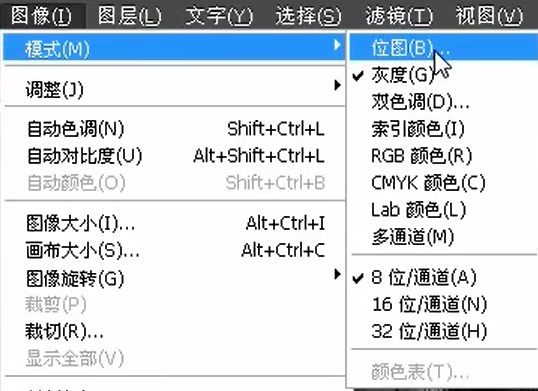 图像(I) 图层(L) 文字(Y) 选择(S) 滤镜(T) 视图(V)
模式(M)
调整(J)
自动色调(N) Shift+Ctrl+L
自动对比度(U) Alt+Shift+Ctrl+L
自动颜色(O) Shift+Ctrl+B
图像大小(I)... Alt+Ctrl+I
画布大小(S)... Alt+Ctrl+C
图像旋转(G)
裁剪(P)
裁切(R)...
显示全部(V)
位图(B)...
灰度(G)
双色调(D)...
索引颜色(I)
RGB 颜色(R)
CMYK 颜色(C)
Lab 颜色(L)
多通道(M)
8 位/通道(A)
16 位/通道(N)
32 位/通道(H)
颜色表(T)...